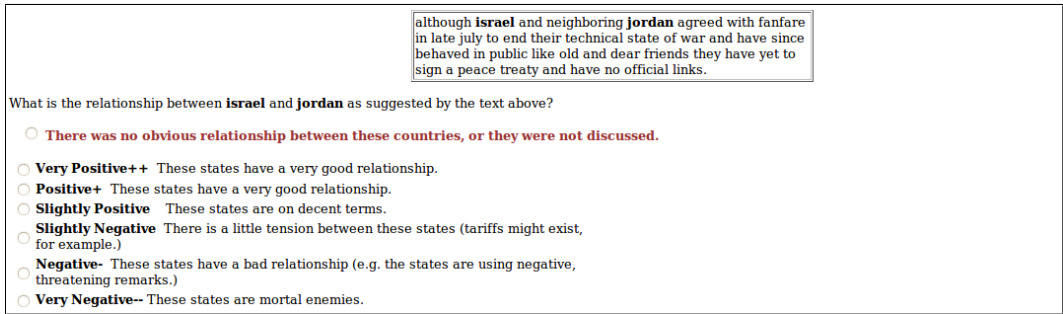 although israel and neighboring jordan agreed with fanfare
in late july to end their technical state of war and have since
behaved in public like old and dear friends they have yet to
sign a peace treaty and have no official links.
What is the relationship between israel and jordan as suggested by the text above?
There was no obvious relationship between these countries, or they were not discussed.
Very Positive++ These states have a very good relationship.
Positive+ These states have a very good relationship.
Slightly Positive These states are on decent terms.
Slightly Negative There is a little tension between these states (tariffs might exist,
for example.)
Negative- These states have a bad relationship (e.g. the states are using negative,
threatening remarks.)
Very Negative-- These states are mortal enemies.